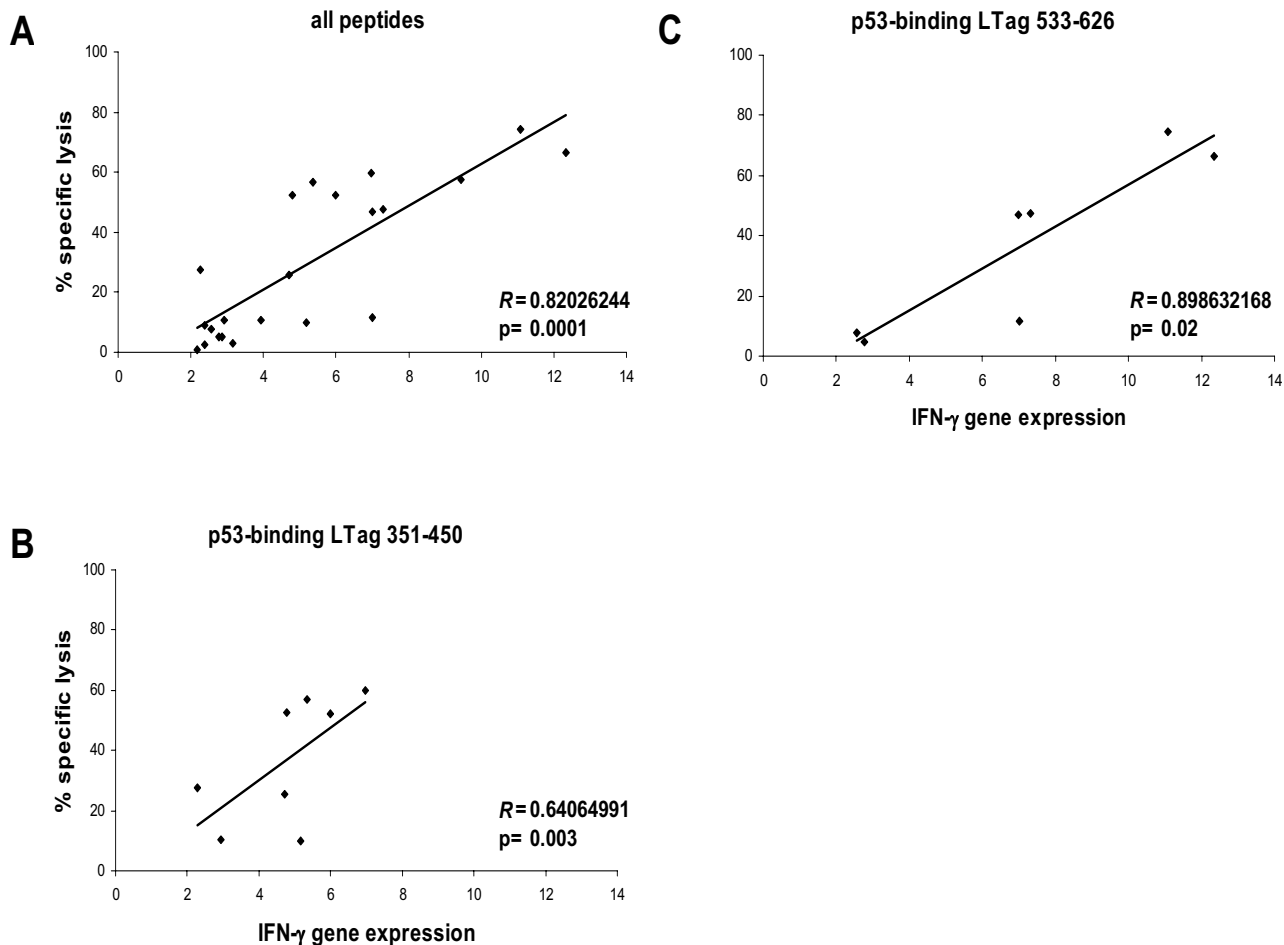 A
all peptides
% specific lysis
100
80
60
40
20
0
0 2 4 6 8 10 12 14
R=0.82026244
p= 0.0001
C
p53-binding LTag 533-626
100
80
60
40
20
0
0 2 4 6 8 10 12 14
R=0.898632168
p= 0.02
IFN-γ gene expression
B
p53-binding LTag 351-450
% specific lysis
100
80
60
40
20
0
0 2 4 6 8 10 12 14
R=0.64064991
p= 0.003
IFN-γ gene expression